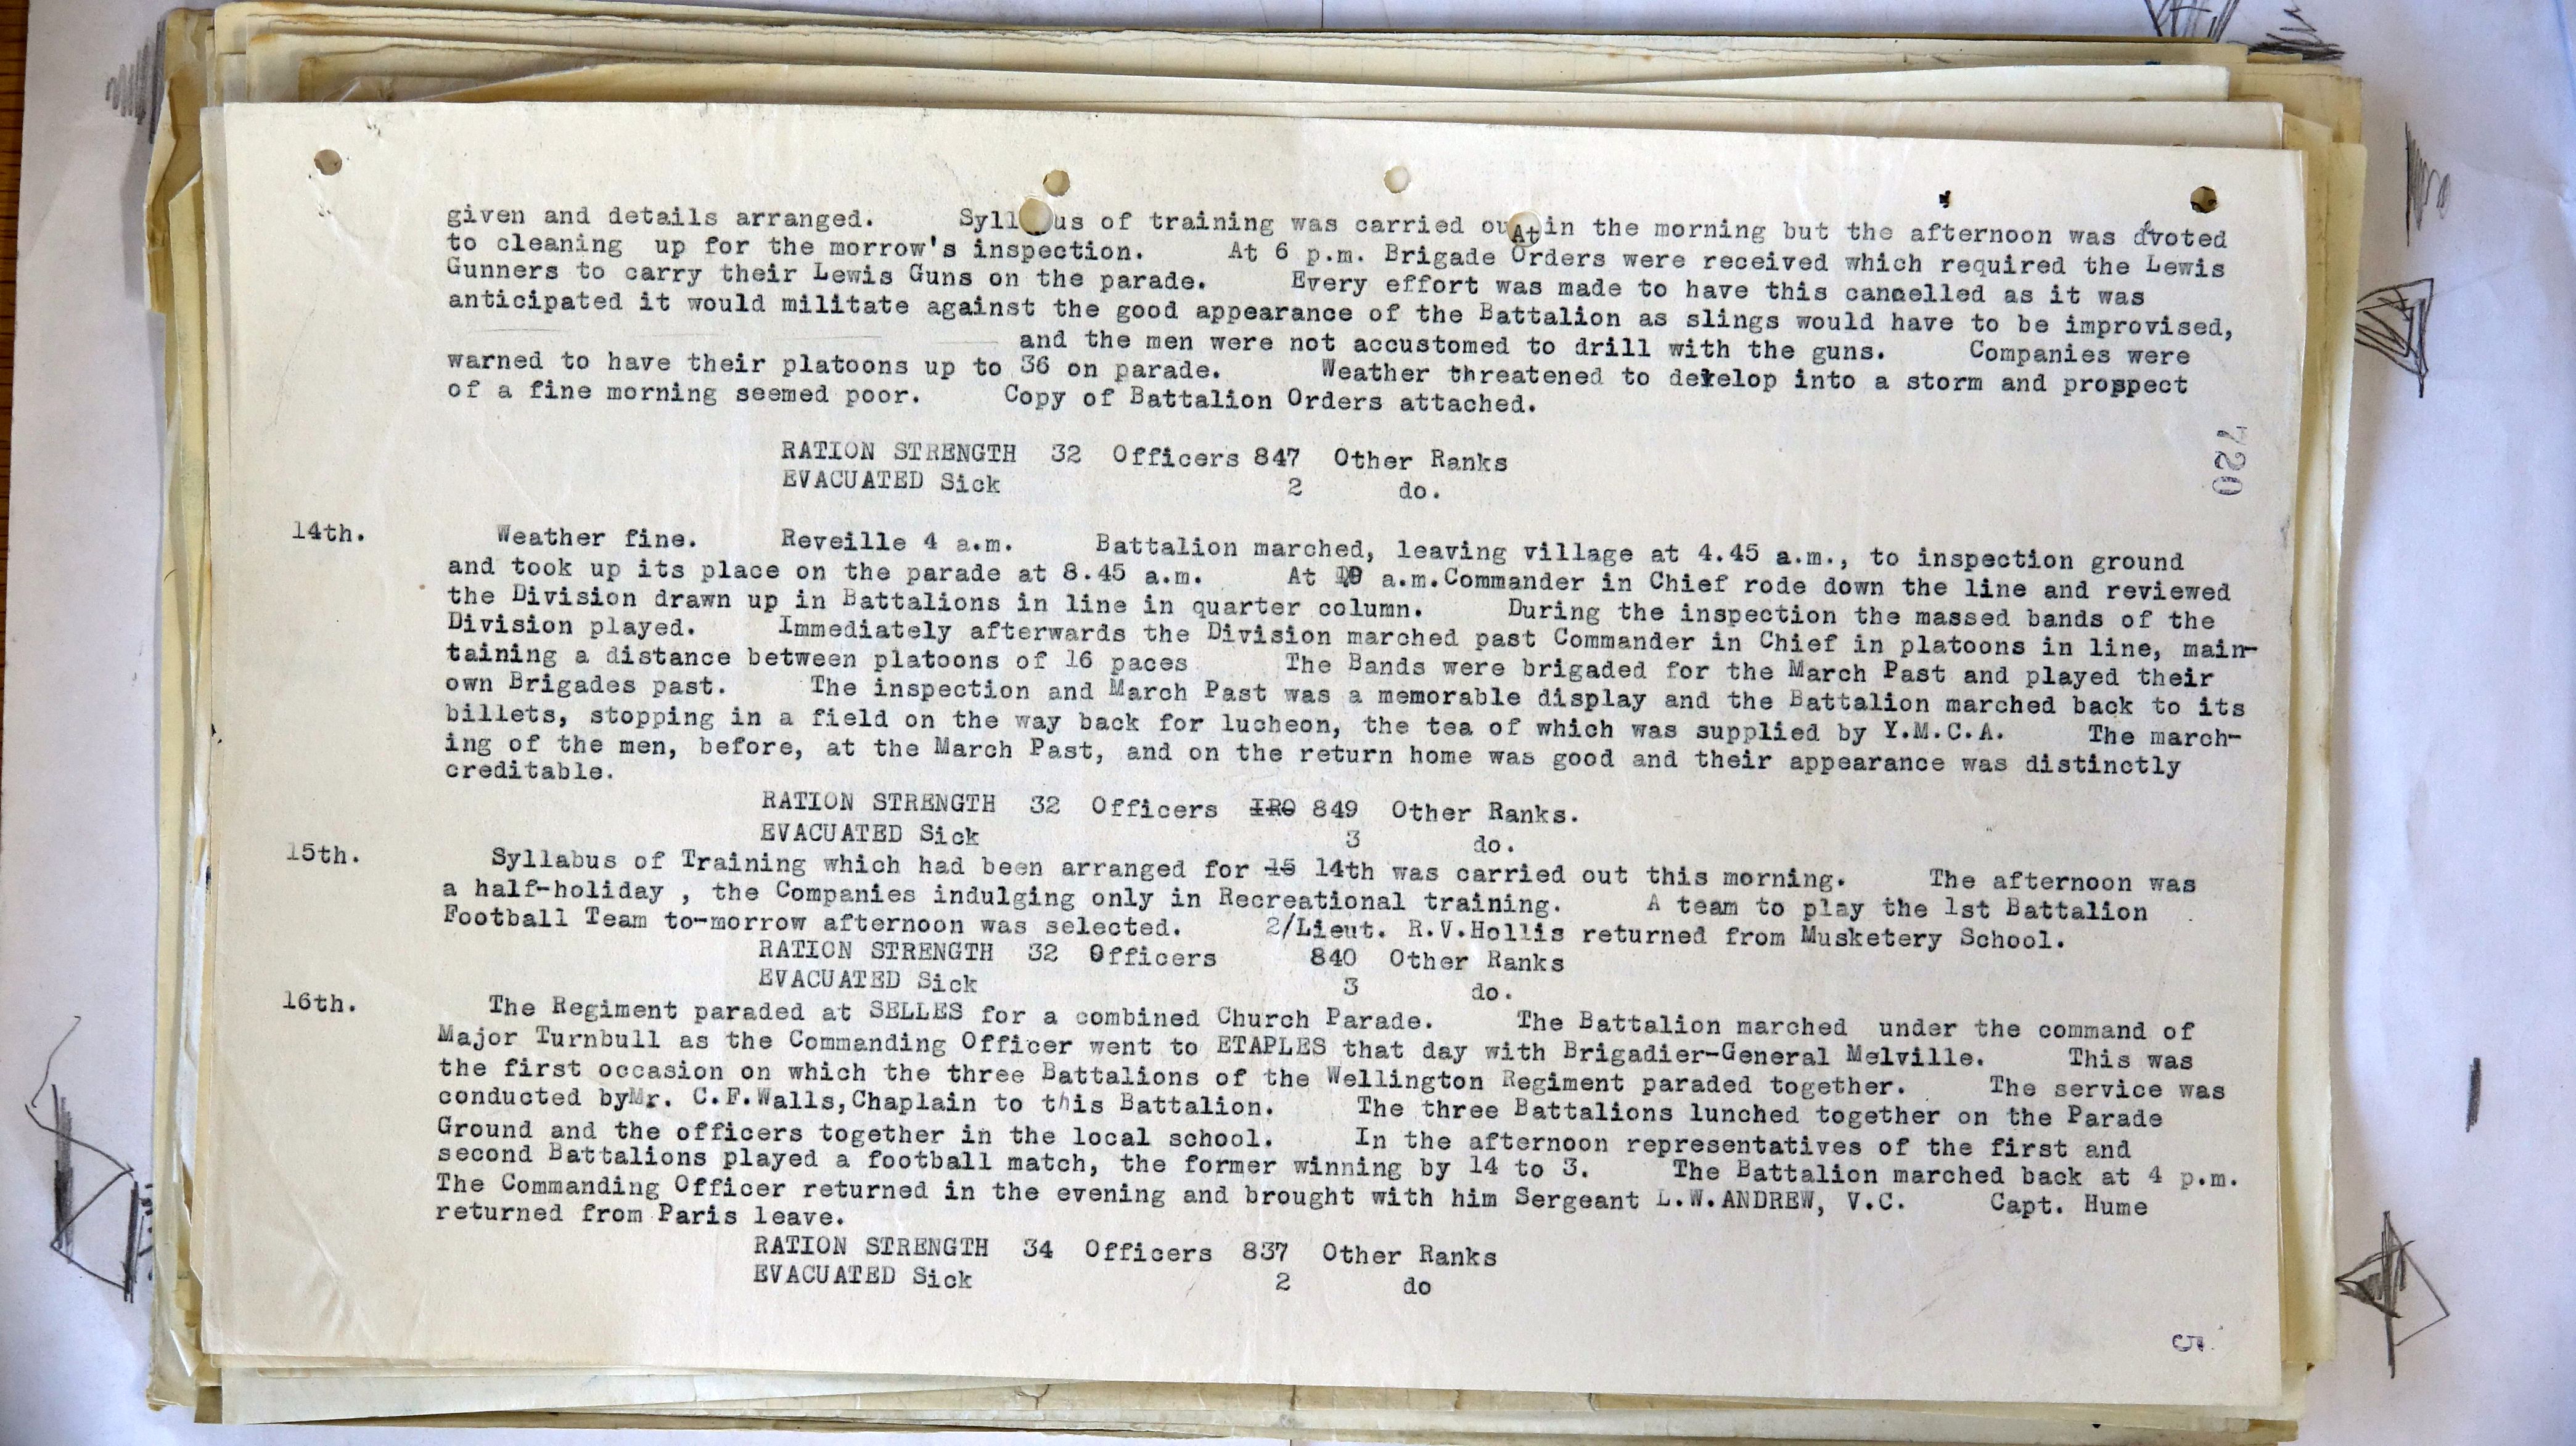 given and details arranged. Syll us of training was carried ou in the morning but the afternoon was dvoted
to cleaning up for the morrow's inspection. At 6 p.m. Brigade Orders were received which required the Lewis
Gunners to carry their Lewis Guns on the parade. Every effort was made to have this cancelled as it was
anticipated it would militate against the good appearance of the Battalion as slings would have to be improvised,
and the men were not accustomed to drill with the guns. Companies were
warned to have their platoons up to 36 on parade. Weather threatened to develop into a storm and prospect
of a fine morning seemed poor. Copy of Battalion Orders attached.
RATION STRENGTH 32 Officers 847 Other Ranks
EVACUATED Sick 2 do.
720
14th. Weather fine. Reveille 4 a.m. Battalion marched, leaving village at 4.45 a.m., to inspection ground
and took up its place on the parade at 8.45 a.m. At 10 a.m.Commander in Chief rode down the line and reviewed
the Division drawn up in Battalions in line in quarter column. During the inspection the massed bands of the
Division played. Immediately afterwards the Division marched past Commander in Chief in platoons in line, main-
taining a distance between platoons of 16 paces The Bands were brigaded for the March Past and played their
own Brigades past. The inspection and March Past was a memorable display and the Battalion marched back to its
billets, stopping in a field on the way back for lucheon, the tea of which was supplied by Y.M.C.A. The march-
ing of the men, before, at the March Past, and on the return home was good and their appearance was distinctly
creditable.
RATION STRENGTH 32 Officers IRO 849 Other Ranks.
EVACUATED Sick 3 do.
15th. Syllabus of Training which had been arranged for 15 14th was carried out this morning. The afternoon was
a half-holiday , the Companies indulging only in Recreational training. A team to play the 1st Battalion
Football Team to-morrow afternoon was selected. 2/Lieut. R.V.Hollis returned from Musketery School.
RATION STRENGTH 32 Officers 840 Other Ranks
EVACUATED Sick 3 do.
16th. The Regiment paraded at SELLES for a combined Church Parade. The Battalion marched under the command of
Major Turnbull as the Commanding Officer went to ETAPLES that day with Brigadier-General Melville. This was
the first occasion on which the three Battalions of the Wellington Regiment paraded together. The service was
conducted byMr. C.F.Walls,Chaplain to this Battalion. The three Battalions lunched together on the Parade
Ground and the officers together in the local school. In the afternoon representatives of the first and
second Battalions played a football match, the former winning by 14 to 3. The Battalion marched back at 4 p.m.
The Commanding Officer returned in the evening and brought with him Sergeant L.W.ANDREW, V.C. Capt. Hume
returned from Paris leave.
RATION STRENGTH 34 Officers 837 Other Ranks
EVACUATED Sick 2 do
5.